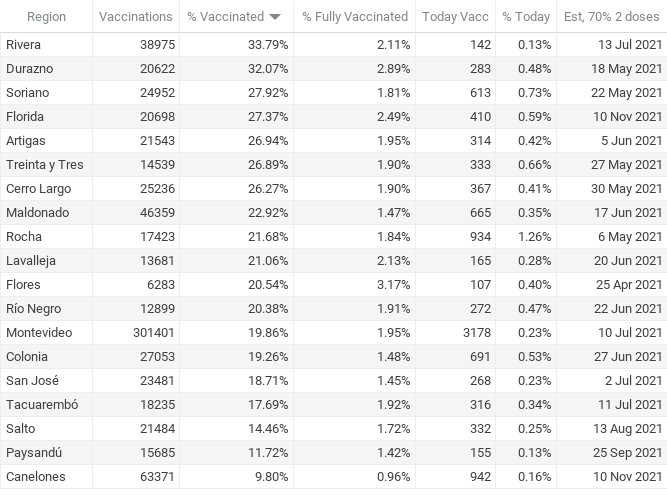 Region Vaccinations % Vaccinated % Fully Vaccinated Today Vacc % Today Est, 70% 2 doses
Rivera 38975 33.79% 2.11% 142 0.13% 13 Jul 2021
Durazno 20622 32.07% 2.89% 283 0.48% 18 May 2021
Soriano 24952 27.92% 1.81% 613 0.73% 22 May 2021
Florida 20698 27.37% 2.49% 410 0.59% 10 Nov 2021
Artigas 21543 26.94% 1.95% 314 0.42% 5 Jun 2021
Treinta y Tres 14539 26.89% 1.90% 333 0.66% 27 May 2021
Cerro Largo 25236 26.27% 1.90% 367 0.41% 30 May 2021
Maldonado 46359 22.92% 1.47% 665 0.35% 17 Jun 2021
Rocha 17423 21.68% 1.84% 934 1.26% 6 May 2021
Lavalleja 13681 21.06% 2.13% 165 0.28% 20 Jun 2021
Flores 6283 20.54% 3.17% 107 0.40% 25 Apr 2021
Río Negro 12899 20.38% 1.91% 272 0.47% 22 Jun 2021
Montevideo 301401 19.86% 1.95% 3178 0.23% 10 Jul 2021
Colonia 27053 19.26% 1.48% 691 0.53% 27 Jun 2021
San José 23481 18.71% 1.45% 268 0.23% 2 Jul 2021
Tacuarembó 18235 17.69% 1.92% 316 0.34% 11 Jul 2021
Salto 21484 14.46% 1.72% 332 0.25% 13 Aug 2021
Paysandú 15685 11.72% 1.42% 155 0.13% 25 Sep 2021
Canelones 63371 9.80% 0.96% 942 0.16% 10 Nov 2021